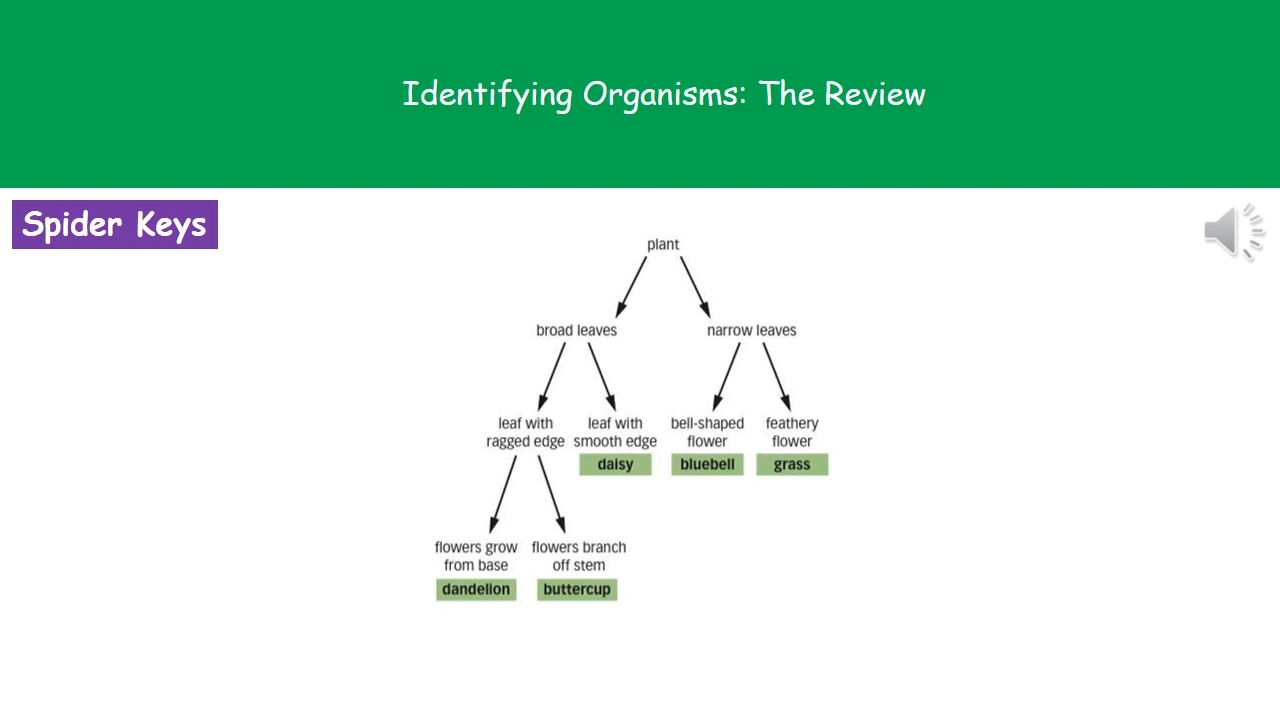 Identifying Organisms: The Review
Spider Keys
plant
broad leaves
narrow leaves
leaf with
ragged edge
leaf with
smooth edge
daisy
bell-shaped
flower
bluebell
feathery
flower
grass
flowers grow
from base
dandelion
flowers branch
off stem
buttercup